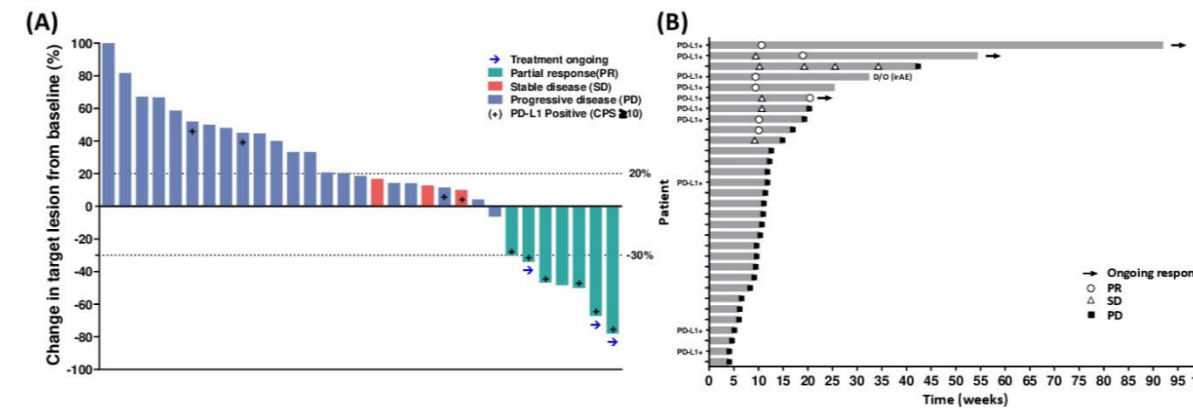 (A)
Change in target lesion from baseline (%)
100
80
60
40
20
0
-20
-40
-60
-80
-100
→ Treatment ongoing
Partial response(PR)
Stable disease (SD)
Progressive disease (PD)
(+) PD-L1 Positive (CPS ≥10)
20%
-30%
+ + + + + + + + + +
(B)
Patient
PD-L1+
PD-L1+
PD-L1+
D/O (irAE)
PD-L1+
PD-L1+
PD-L1+
PD-L1+
PD-L1+
PD-L1+
PD-L1+
Ongoing respon
PR
SD
PD
0 5 10 15 20 25 30 35 40 45 50 55 60 65 70 75 80 85 90 95
Time (weeks)